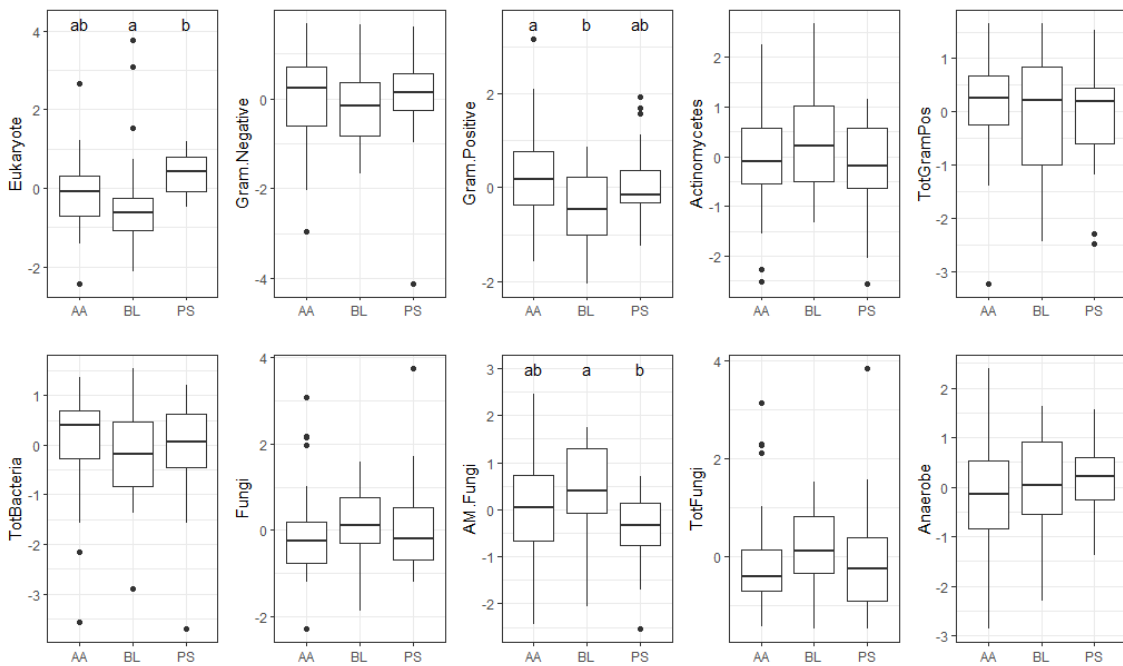 ab a b
Eukaryote
4
2
0
-2
AA BL PS
Gram.Negative
0
-2
-4
AA BL PS
a b ab
Gram.Positive
2
0
-2
AA BL PS
Actinomycetes
2
1
0
-1
-2
AA BL PS
TotGramPos
1
0
-1
-2
-3
AA BL PS
TotBacteria
1
0
-1
-2
-3
AA BL PS
Fungi
4
2
0
-2
AA BL PS
ab a b
AM.Fungi
3
2
1
0
-1
-2
AA BL PS
TotFungi
4
2
0
AA BL PS
Anaerobe
2
1
0
-1
-2
-3
AA BL PS